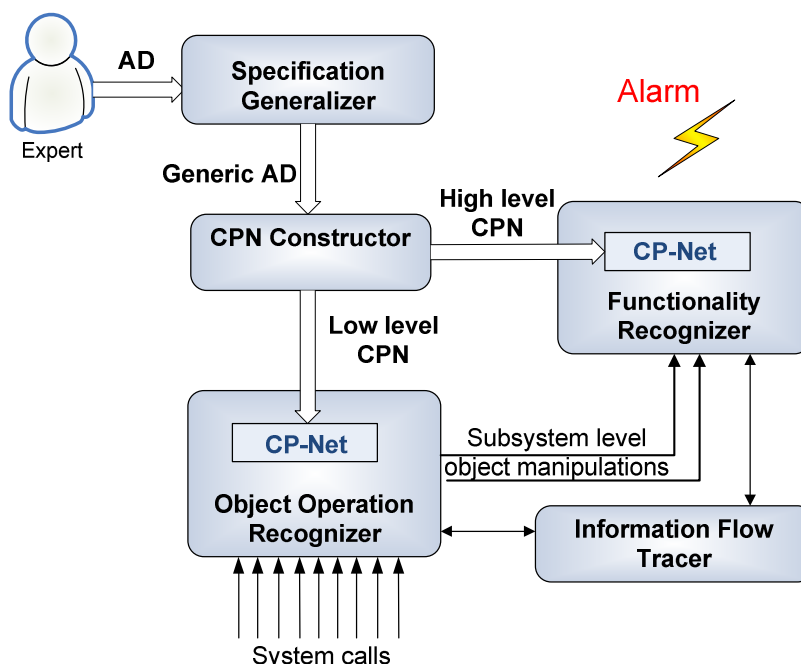 AD
Specification
Generalizer
Expert
Alarm
Generic AD
High level
CPN
CPN Constructor
CP-Net
Functionality
Recognizer
Low level
CPN
CP-Net
Object Operation
Recognizer
Subsystem level
object manipulations
Information Flow
Tracer
System calls